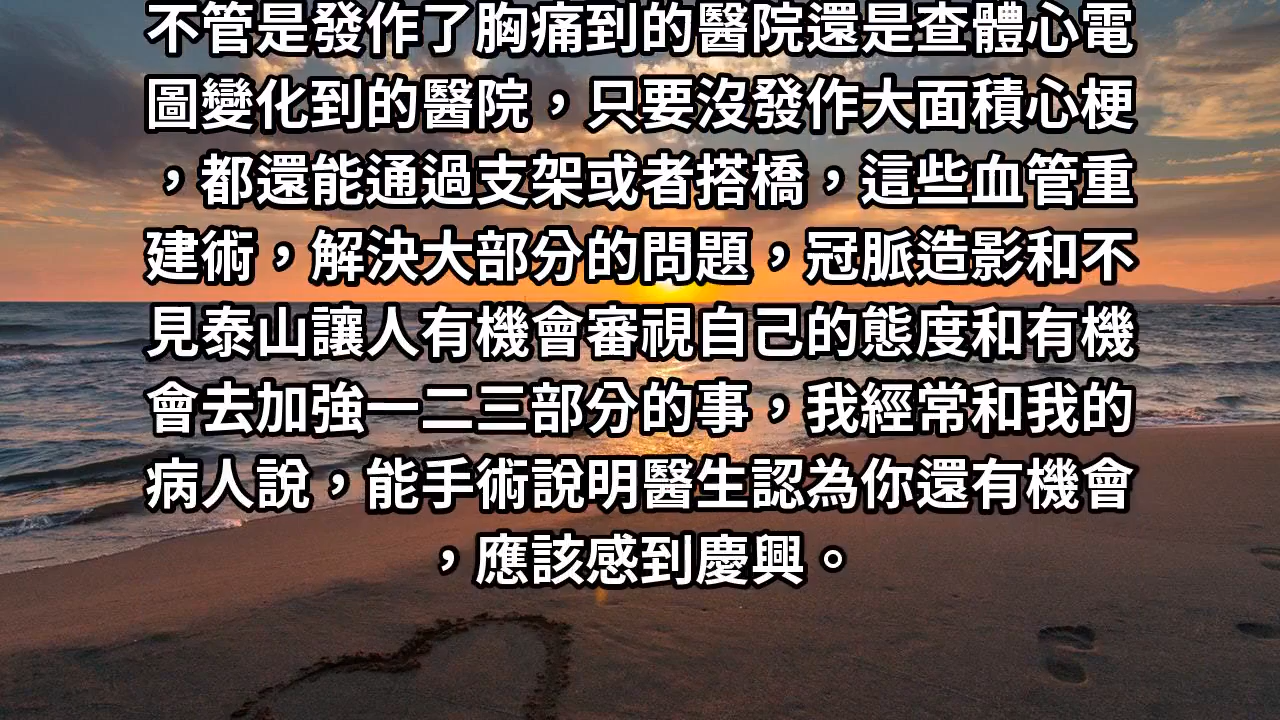 不管是發作了胸痛到的醫院還是查體心電
圖變化到的醫院，只要沒發作大面積心梗
，都還能通過支架或者搭橋，這些血管重
建術，解決大部分的問題，冠脈造影和不
見泰山讓人有機會審視自己的態度和有機
會去加強一二三部分的事，我經常和我的
病人說，能手術說明醫生認為你還有機會
，應該感到慶興。